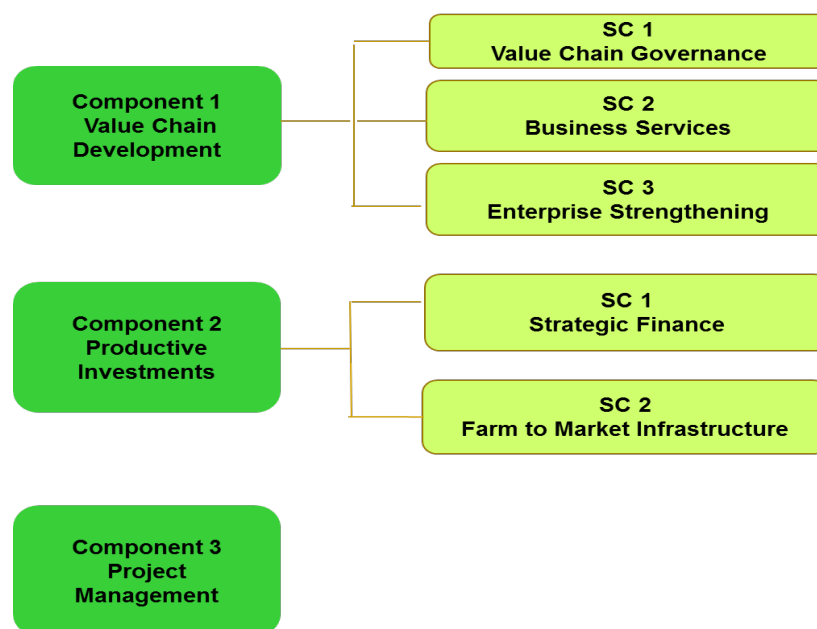 Component 1
Value Chain
Development
SC 1
Value Chain Governance
SC 2
Business Services
SC 3
Enterprise Strengthening
Component 2
Productive
Investments
SC 1
Strategic Finance
SC 2
Farm to Market Infrastructure
Component 3
Project
Management